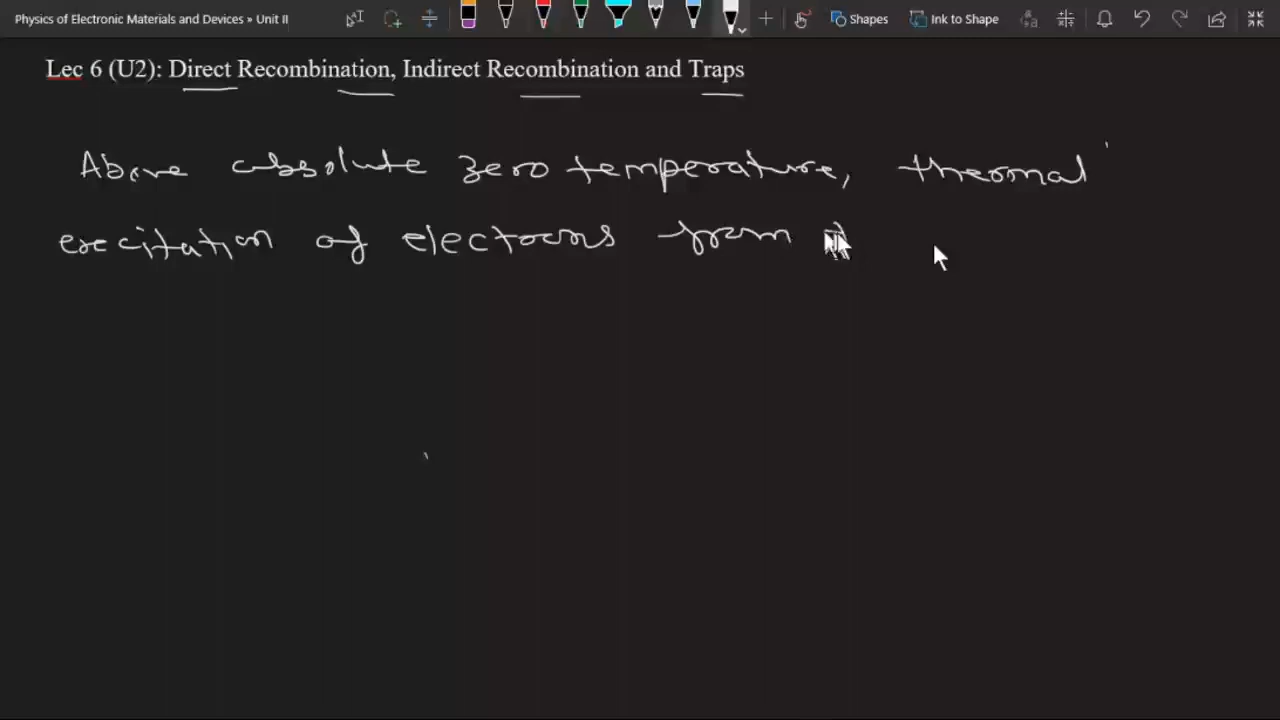 Physics of Electronic Materials and Devices » Unit II
Shapes
Ink to Shape
Lec 6 (U2): Direct Recombination, Indirect Recombination and Traps
Above absolute zero temperature, thermal
excitation of electrons from